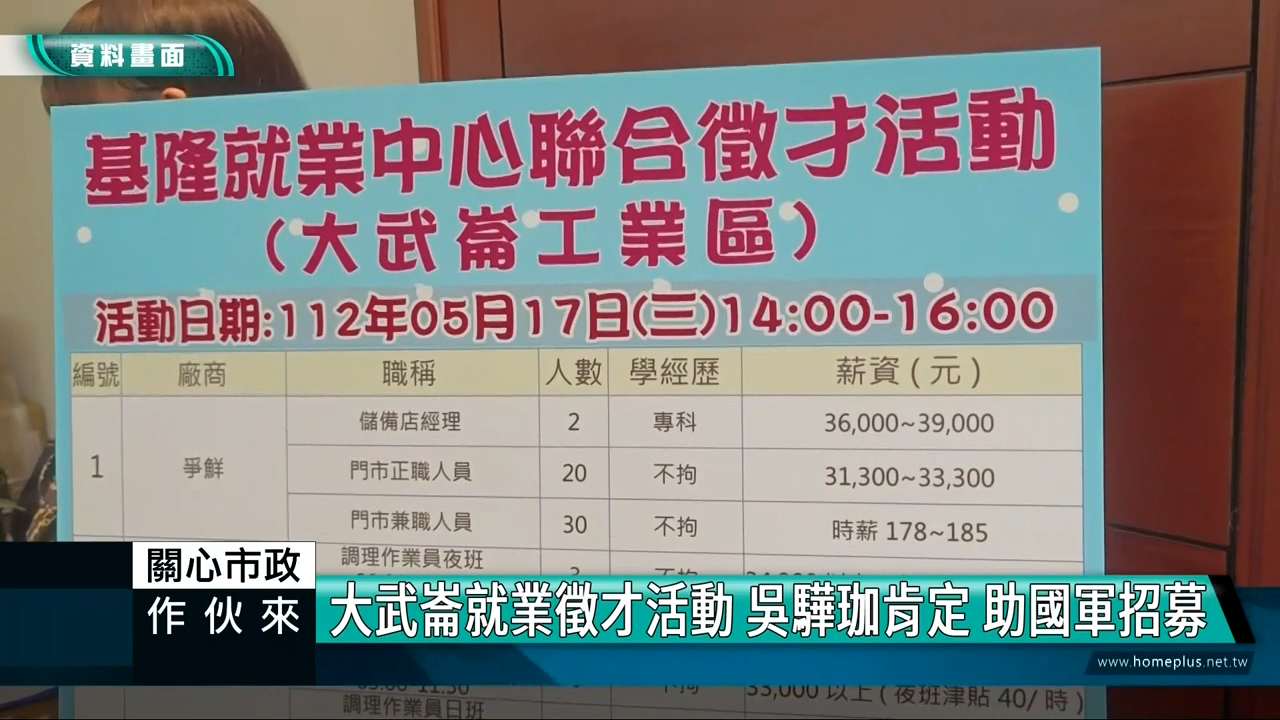 資料畫面
基隆就業中心聯合徵才活動
(大武崙工業區)
活動日期:112年05月17日(三)14:00-16:00
編號 廠商 職稱 人數 學經歷 薪資(元)
1 爭鮮 儲備店經理 2 專科 36,000~39,000
門市正職人員 20 不拘 31,300~33,300
門市兼職人員 30 不拘 時薪 178~185
調理作業員夜班 不拘
關心市政
作伙來
大武崙就業徵才活動 吳驊珈肯定 助國軍招募
www.homeplus.net.tw
不拘 33,000 以上(夜班津貼 40/時)
調理作業員日班